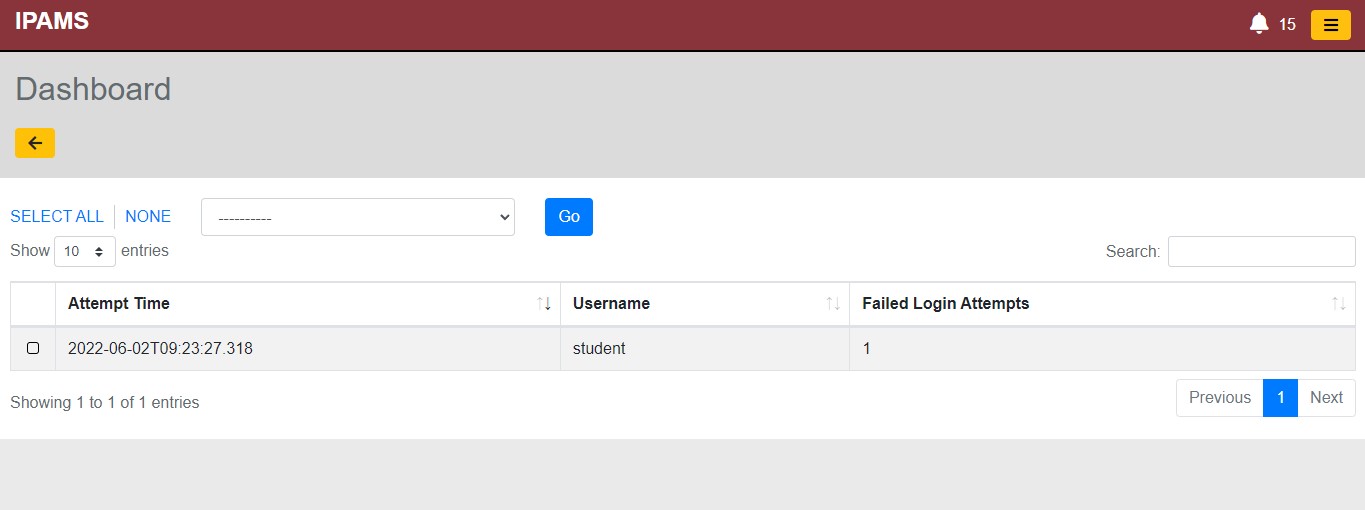 IPAMS
15
Dashboard
SELECT ALL NONE ---------- Go
Show 10 entries Search:
Attempt Time Username Failed Login Attempts
2022-06-02T09:23:27.318 student 1
Showing 1 to 1 of 1 entries Previous 1 Next